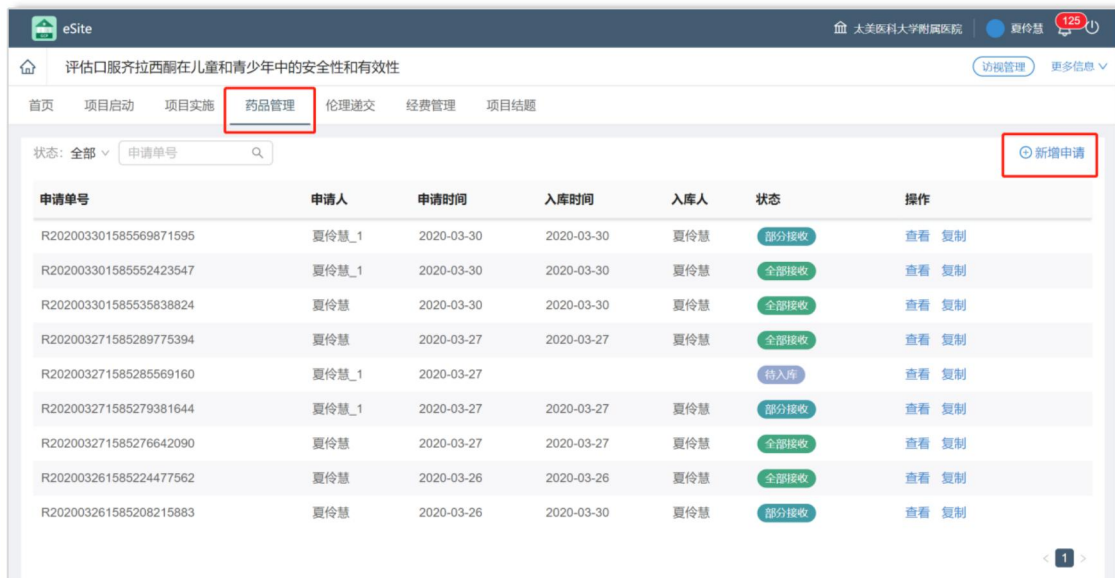 eSite 太美医科大学附属医院 夏伶慧 125
评估口服齐拉西酮在儿童和青少年中的安全性和有效性 访视管理 更多信息
首页 项目启动 项目实施 药品管理 伦理递交 经费管理 项目结题
状态: 全部 申请单号 新增申请
申请单号 申请人 申请时间 入库时间 入库人 状态 操作
R202003301585569871595 夏伶慧_1 2020-03-30 2020-03-30 夏伶慧 部分接收 查看 复制
R202003301585552423547 夏伶慧_1 2020-03-30 2020-03-30 夏伶慧 全部接收 查看 复制
R202003301585535838824 夏伶慧 2020-03-30 2020-03-30 夏伶慧 全部接收 查看 复制
R202003271585289775394 夏伶慧 2020-03-27 2020-03-27 夏伶慧 全部接收 查看 复制
R202003271585285569160 夏伶慧_1 2020-03-27 待入库 查看 复制
R202003271585279381644 夏伶慧_1 2020-03-27 2020-03-27 夏伶慧 部分接收 查看 复制
R202003271585276642090 夏伶慧 2020-03-27 2020-03-27 夏伶慧 全部接收 查看 复制
R202003261585224477562 夏伶慧 2020-03-26 2020-03-26 夏伶慧 全部接收 查看 复制
R202003261585208215883 夏伶慧 2020-03-26 2020-03-30 夏伶慧 部分接收 查看 复制
< 1 >